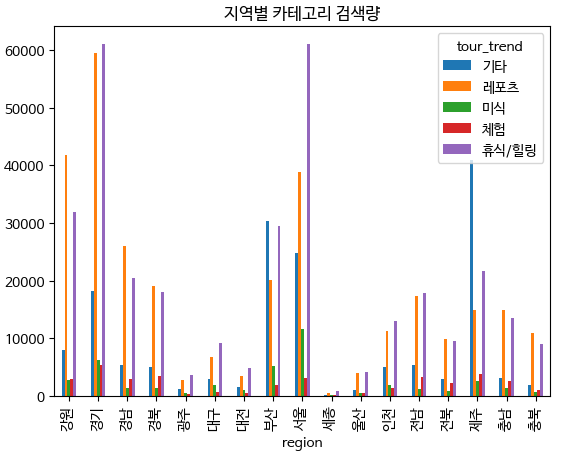 지역별 카테고리 검색량
tour_trend
기타
레포츠
미식
체험
휴식/힐링
60000
50000
40000
30000
20000
10000
0
강원 경기 경남 경북 광주 대구 대전 부산 서울 세종 울산 인천 전남 전북 제주 충남 충북
region